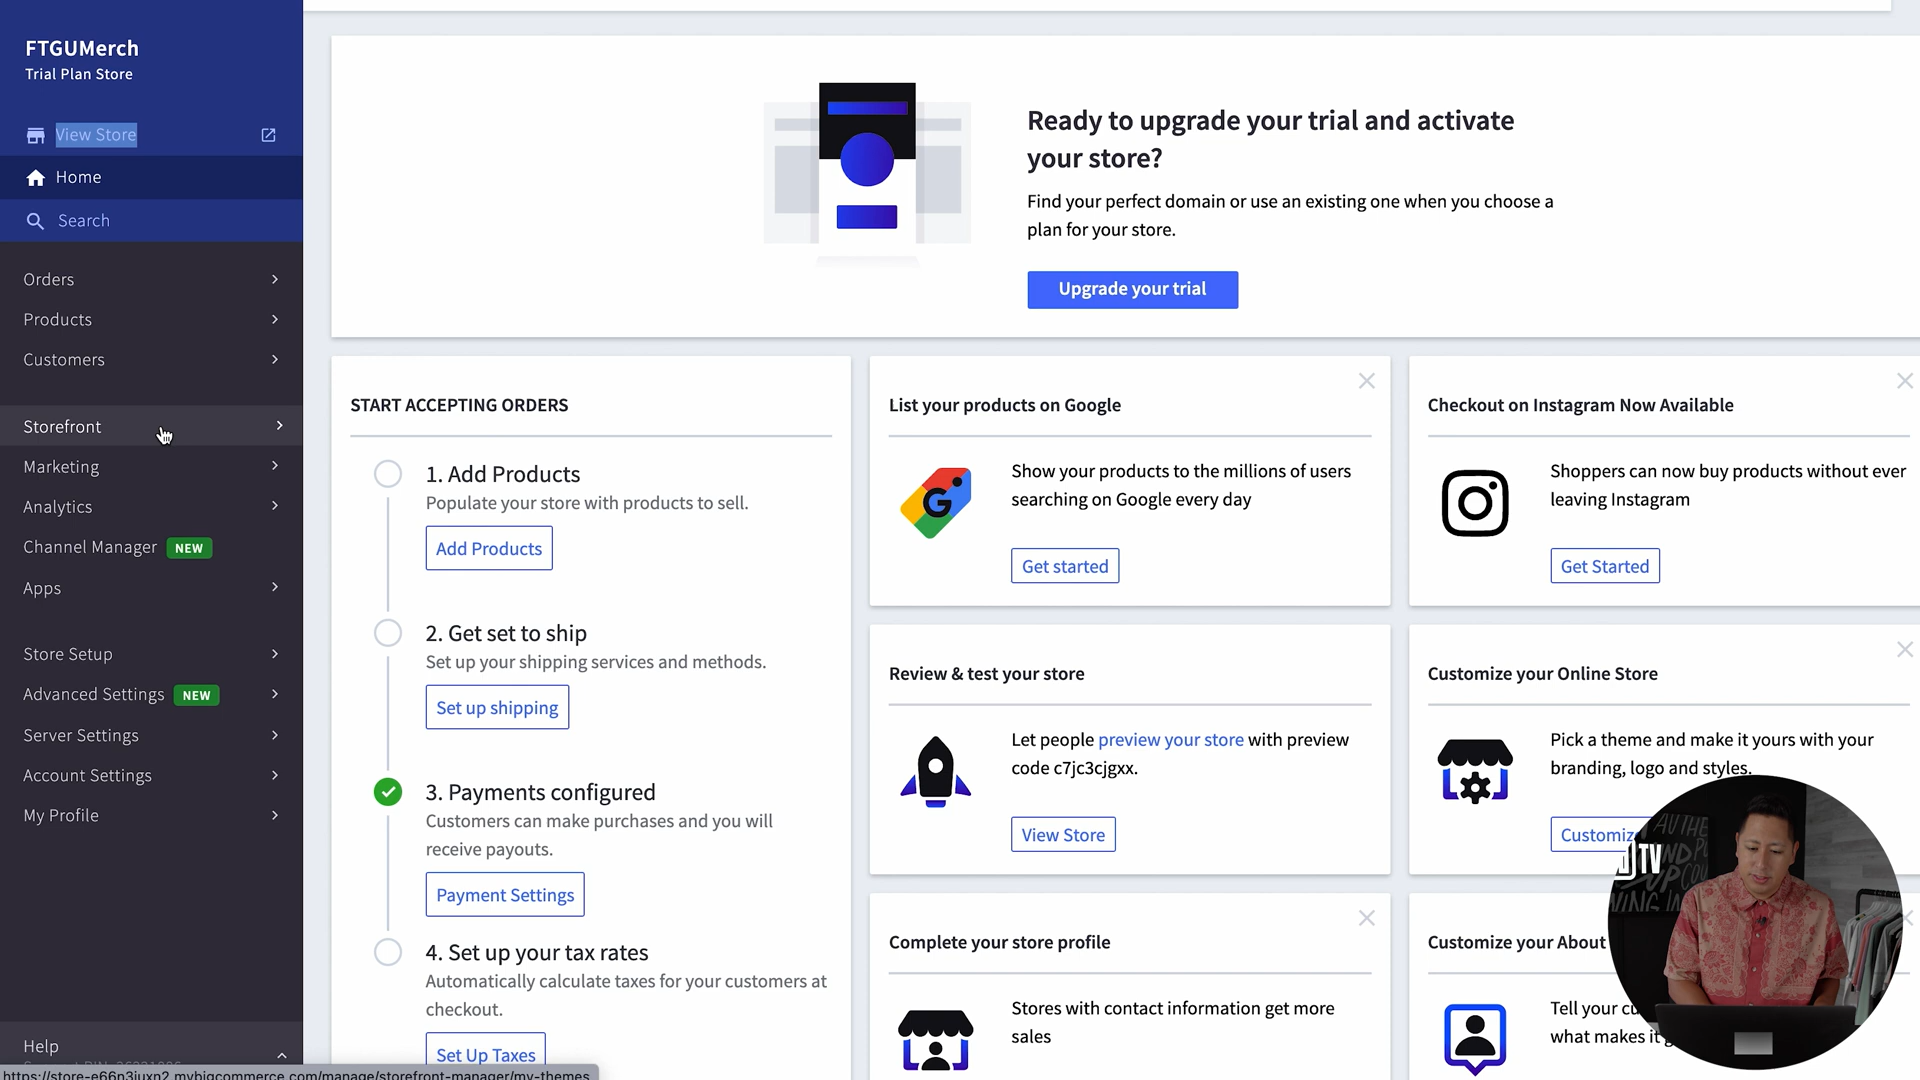 FTGUMerch
Trial Plan Store
View Store
Home
Search
Orders
Products
Customers
Storefront
Marketing
Analytics
Channel Manager NEW
Apps
Store Setup
Advanced Settings NEW
Server Settings
Account Settings
My Profile
Help
https://store-e66n3juxn2.mybigcommerce.com/manage/storefront-manager/my-themes
Ready to upgrade your trial and activate
your store?
Find your perfect domain or use an existing one when you choose a
plan for your store.
Upgrade your trial
START ACCEPTING ORDERS
1. Add Products
Populate your store with products to sell.
Add Products
2. Get set to ship
Set up your shipping services and methods.
Set up shipping
3. Payments configured
Customers can make purchases and you will
receive payouts.
Payment Settings
4. Set up your tax rates
Automatically calculate taxes for your customers at
checkout.
Set Up Taxes
List your products on Google
G
Show your products to the millions of users
searching on Google every day
Get started
Checkout on Instagram Now Available
Shoppers can now buy products without ever
leaving Instagram
Get Started
Review & test your store
Let people preview your store with preview
code c7jc3cjgxx.
View Store
Customize your Online Store
Pick a theme and make it yours with your
branding, logo and styles.
Customiz
Complete your store profile
Stores with contact information get more
sales
Customize your About
Tell your cu
what makes it
TV